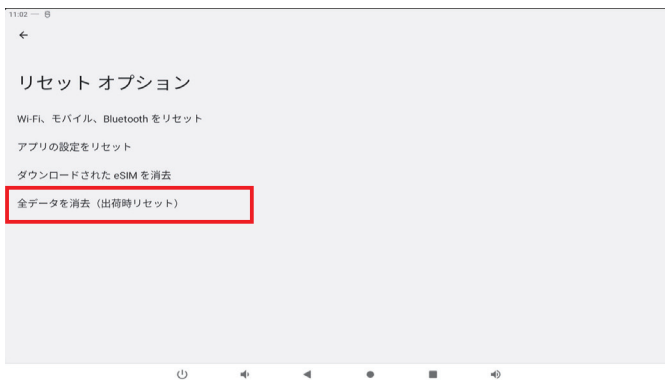 11:02
リセット オプション
Wi-Fi、モバイル、Bluetooth をリセット
アプリの設定をリセット
ダウンロードされた eSIM を消去
全データを消去（出荷時リセット）